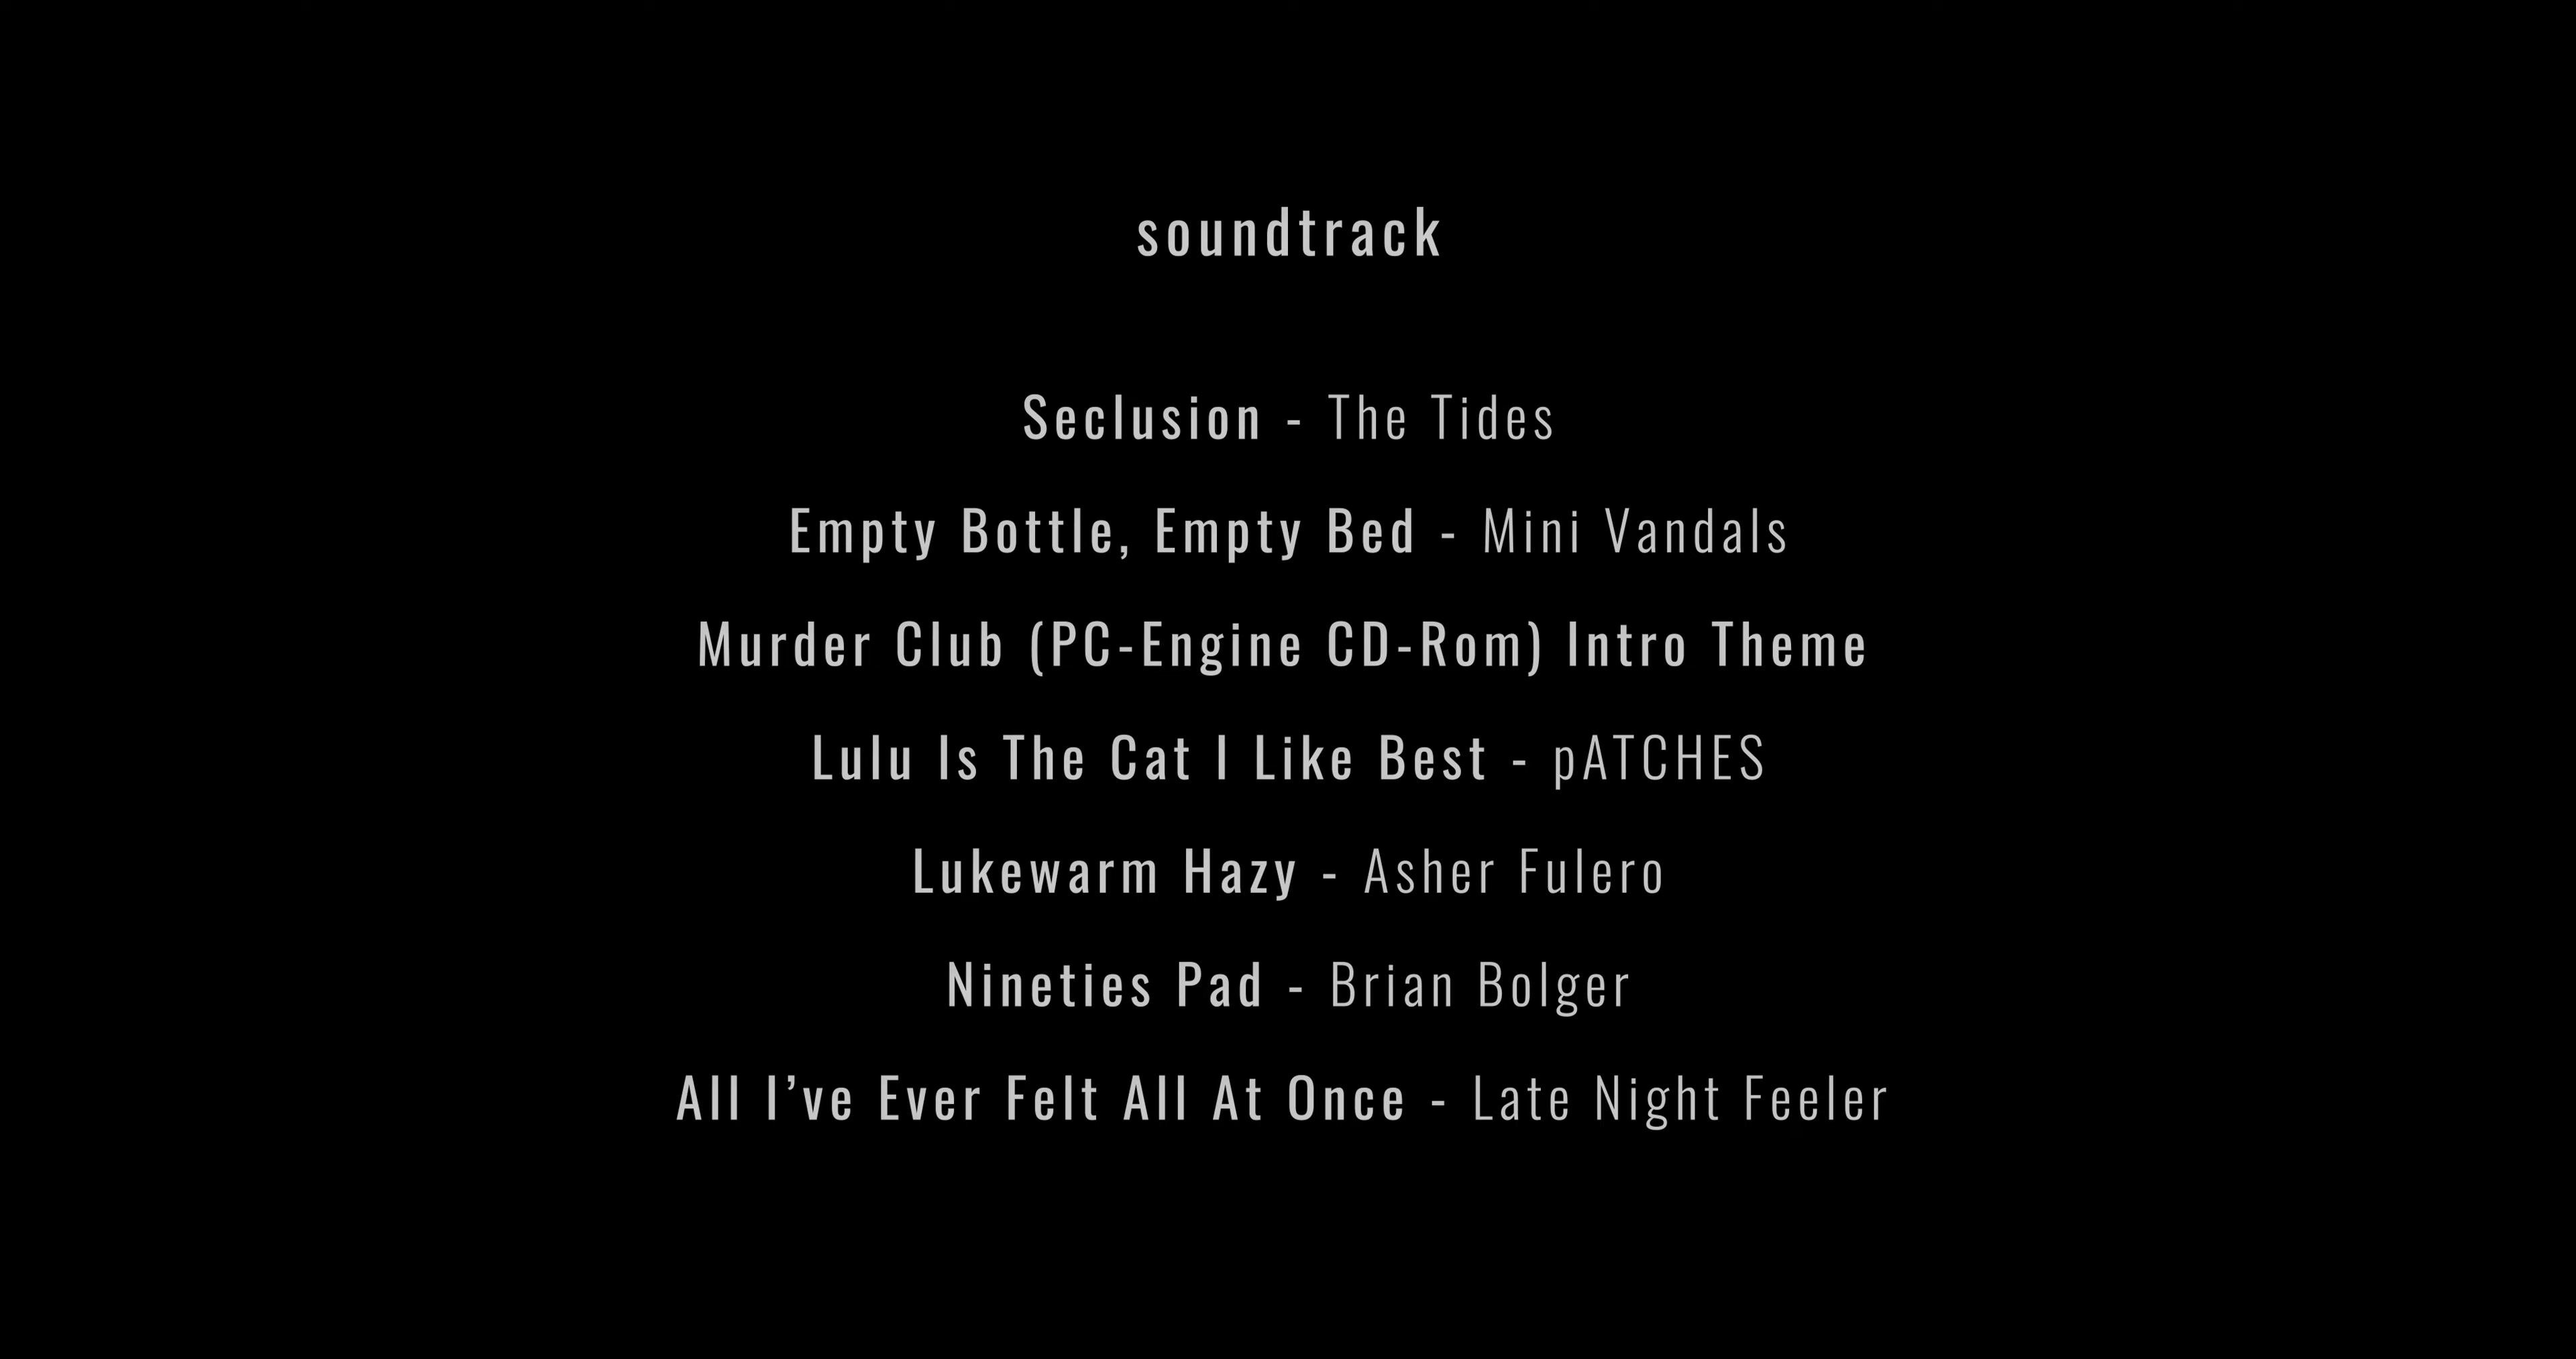 soundtrack
Seclusion - The Tides
Empty Bottle, Empty Bed - Mini Vandals
Murder Club (PC-Engine CD-Rom) Intro Theme
Lulu Is The Cat I Like Best - pATCHES
Lukewarm Hazy - Asher Fulero
Nineties Pad - Brian Bolger
All I’ve Ever Felt All At Once - Late Night Feeler